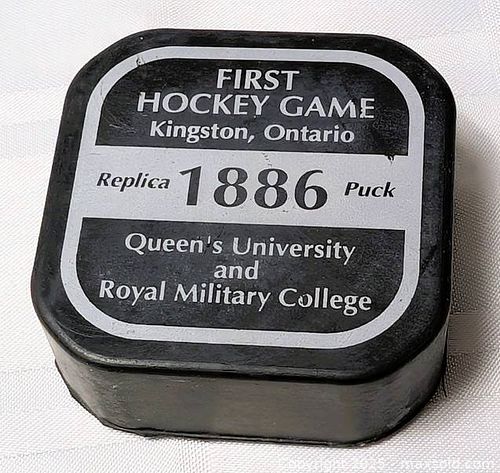 FIRST
HOCKEY GAME
Kingston, Ontario
Replica 1886 Puck
Queen's University
and
Royal Military College